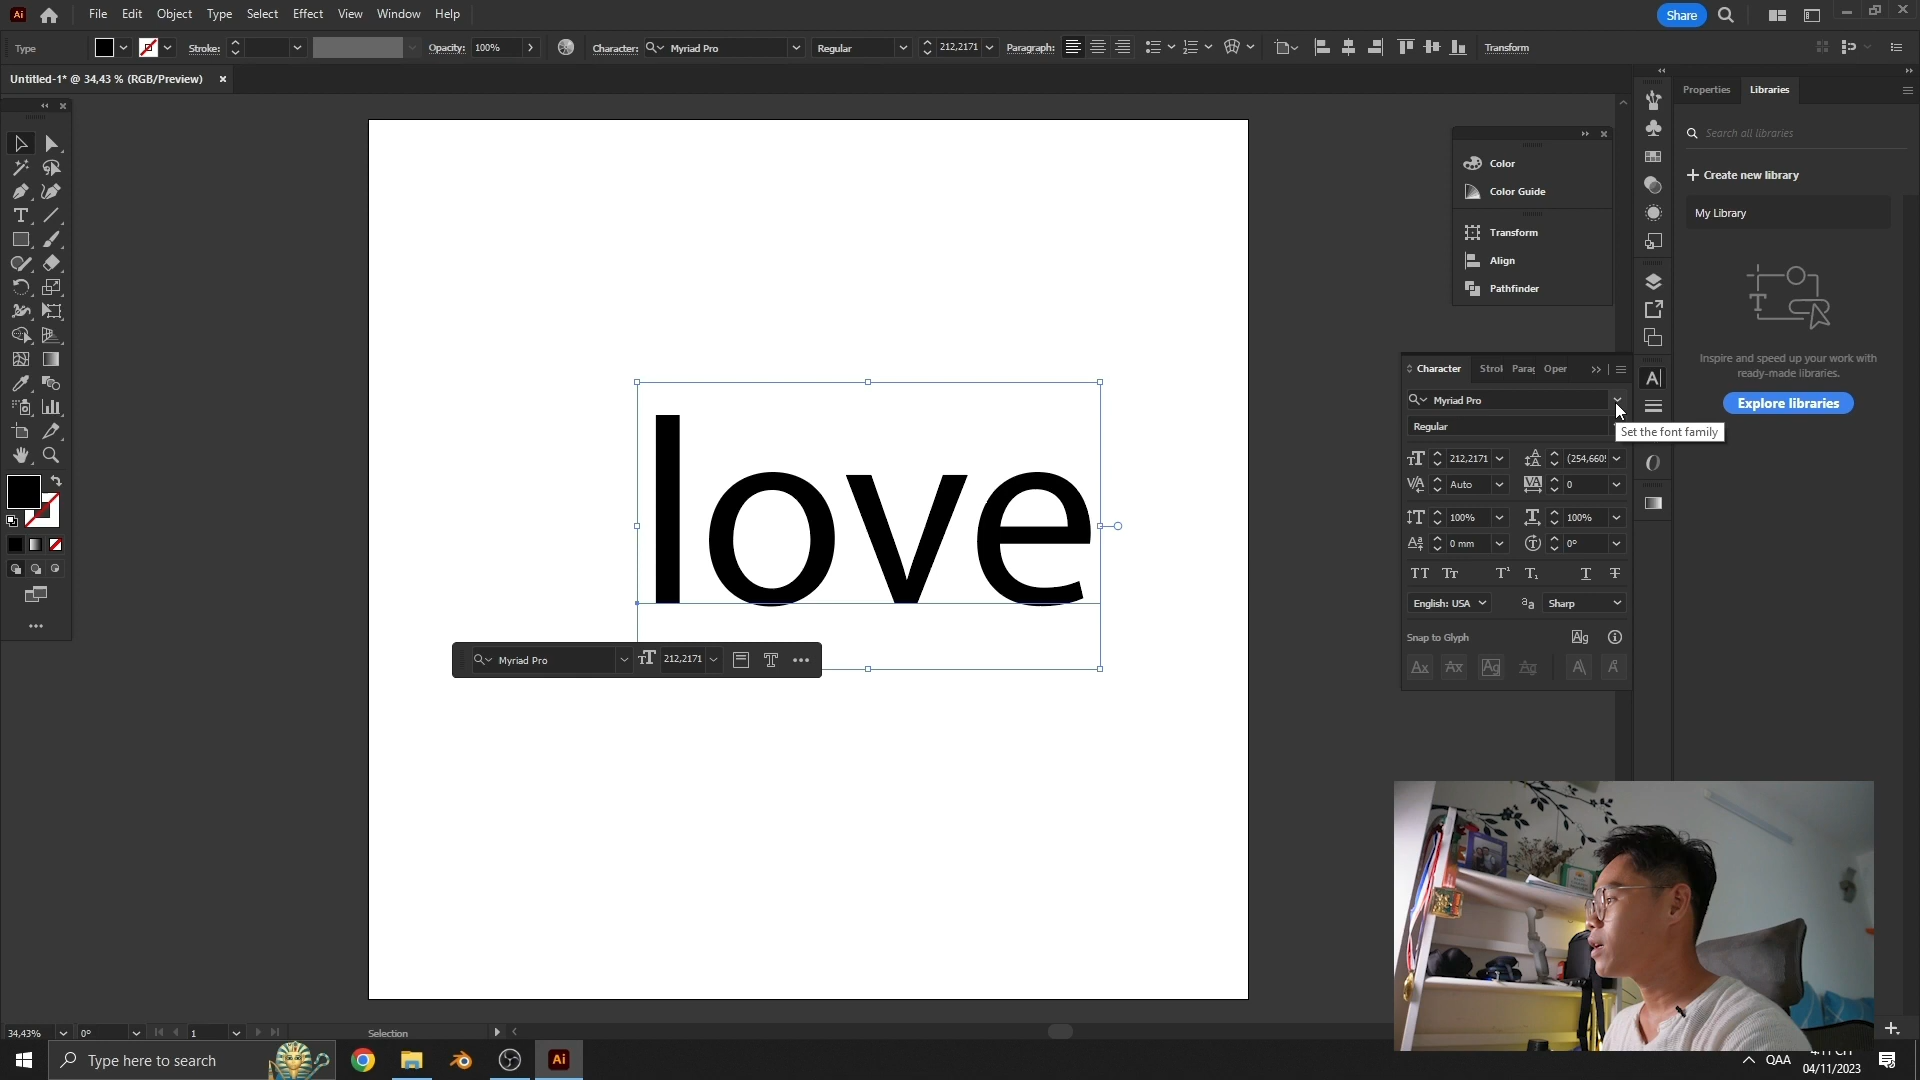 Ai File Edit Object Type Select Effect View Window Help Share
Type Stroke: Opacity: 100% Character: Myriad Pro Regular 212,2171 Paragraph: Transform
Untitled-1* @ 34,43 % (RGB/Preview)
Properties Libraries
Search all libraries
Create new library
My Library
Inspire and speed up your work with
ready-made libraries.
Explore libraries
Color
Color Guide
Transform
Align
Pathfinder
Character Strol Parag Oper
Myriad Pro
Regular
Set the font family
212,2171 (254,660!
Auto 0
100% 100%
0 mm 0°
English: USA Sharp
Snap to Glyph
love
Myriad Pro 212,2171
34,43% 0° 1 Selection
Type here to search
Ai
QAA
04/11/2023